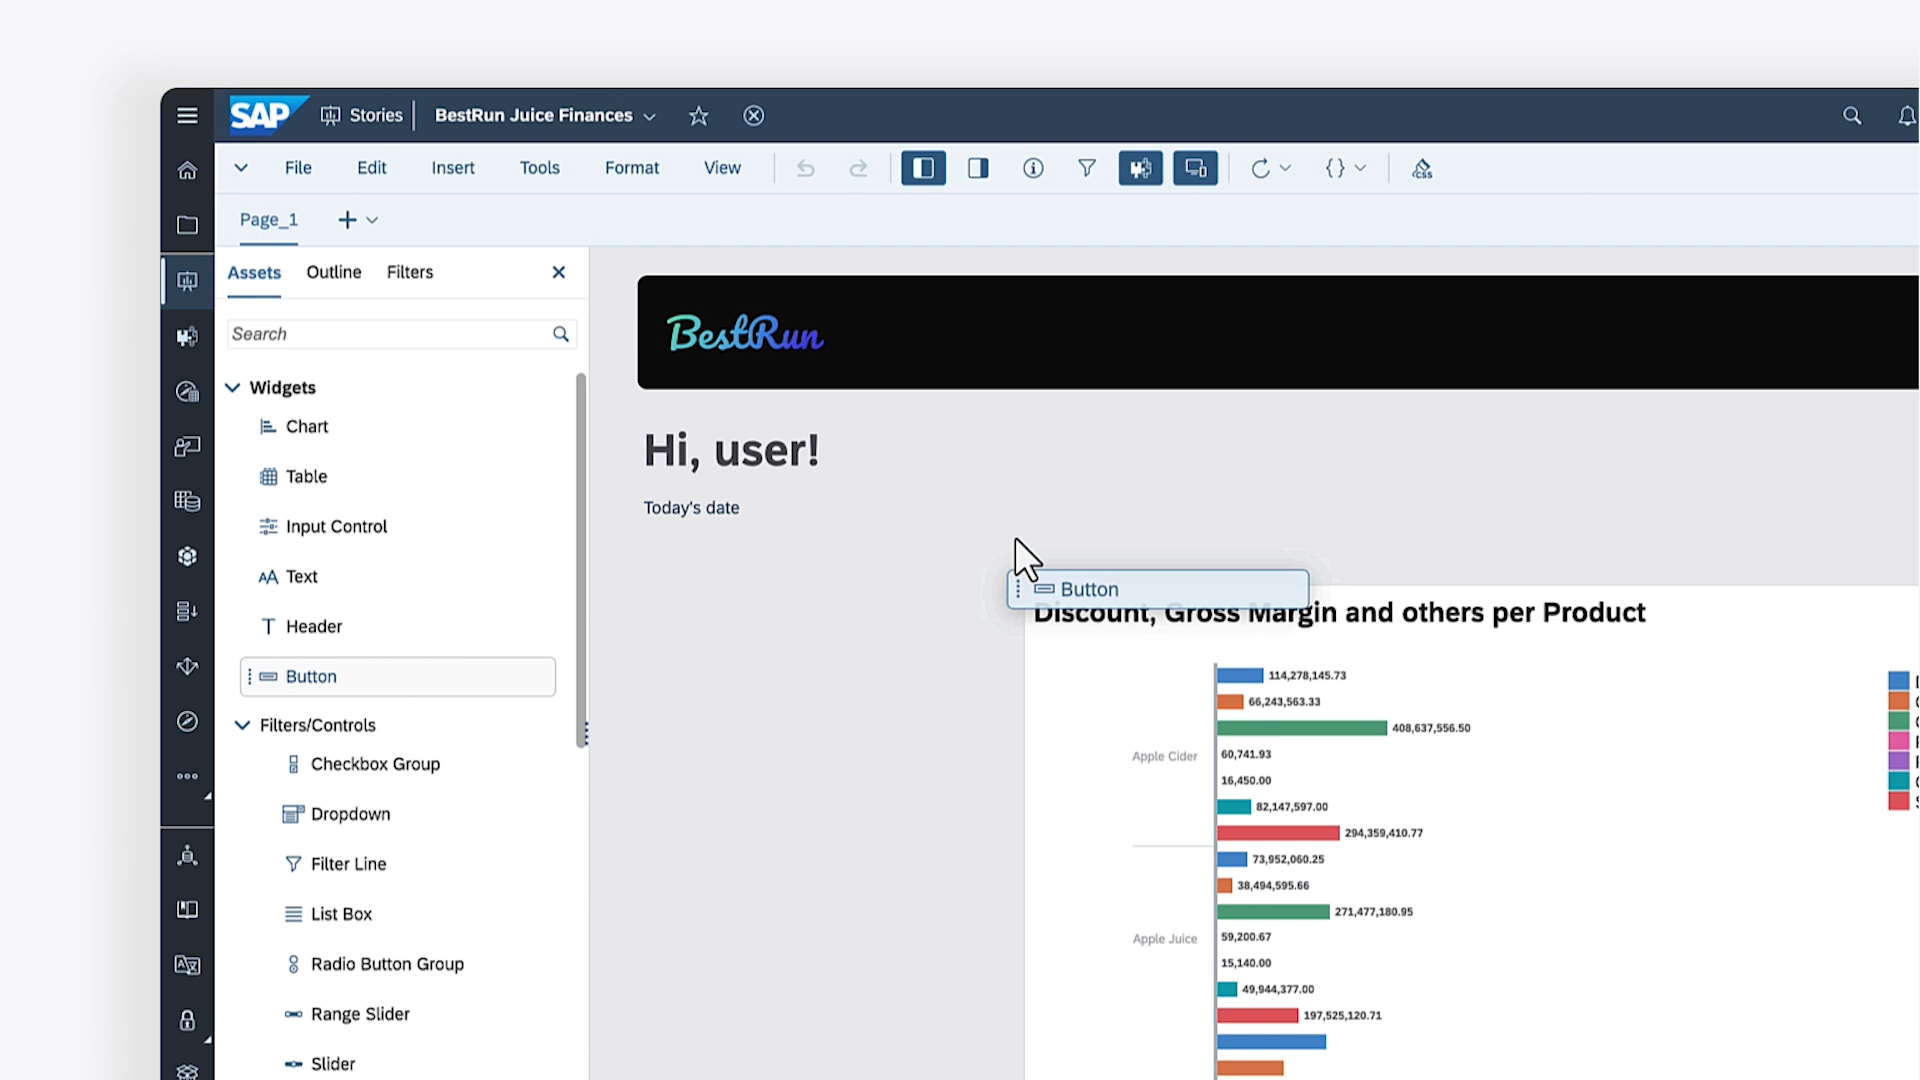 SAP Stories BestRun Juice Finances
File Edit Insert Tools Format View { } CSS
Page_1
Assets Outline Filters
Search
Widgets
Chart
Table
Input Control
Text
Header
Button
Filters/Controls
Checkbox Group
Dropdown
Filter Line
List Box
Radio Button Group
Range Slider
Slider
BestRun
Hi, user!
Today's date
Button
Discount, Gross Margin and others per Product
Apple Cider
114,278,145.73
66,243,563.33
408,637,556.50
60,741.93
16,450.00
82,147,597.00
294,359,410.77
Apple Juice
73,952,060.25
38,494,595.66
271,477,180.95
59,200.67
15,140.00
49,944,377.00
197,525,120.71